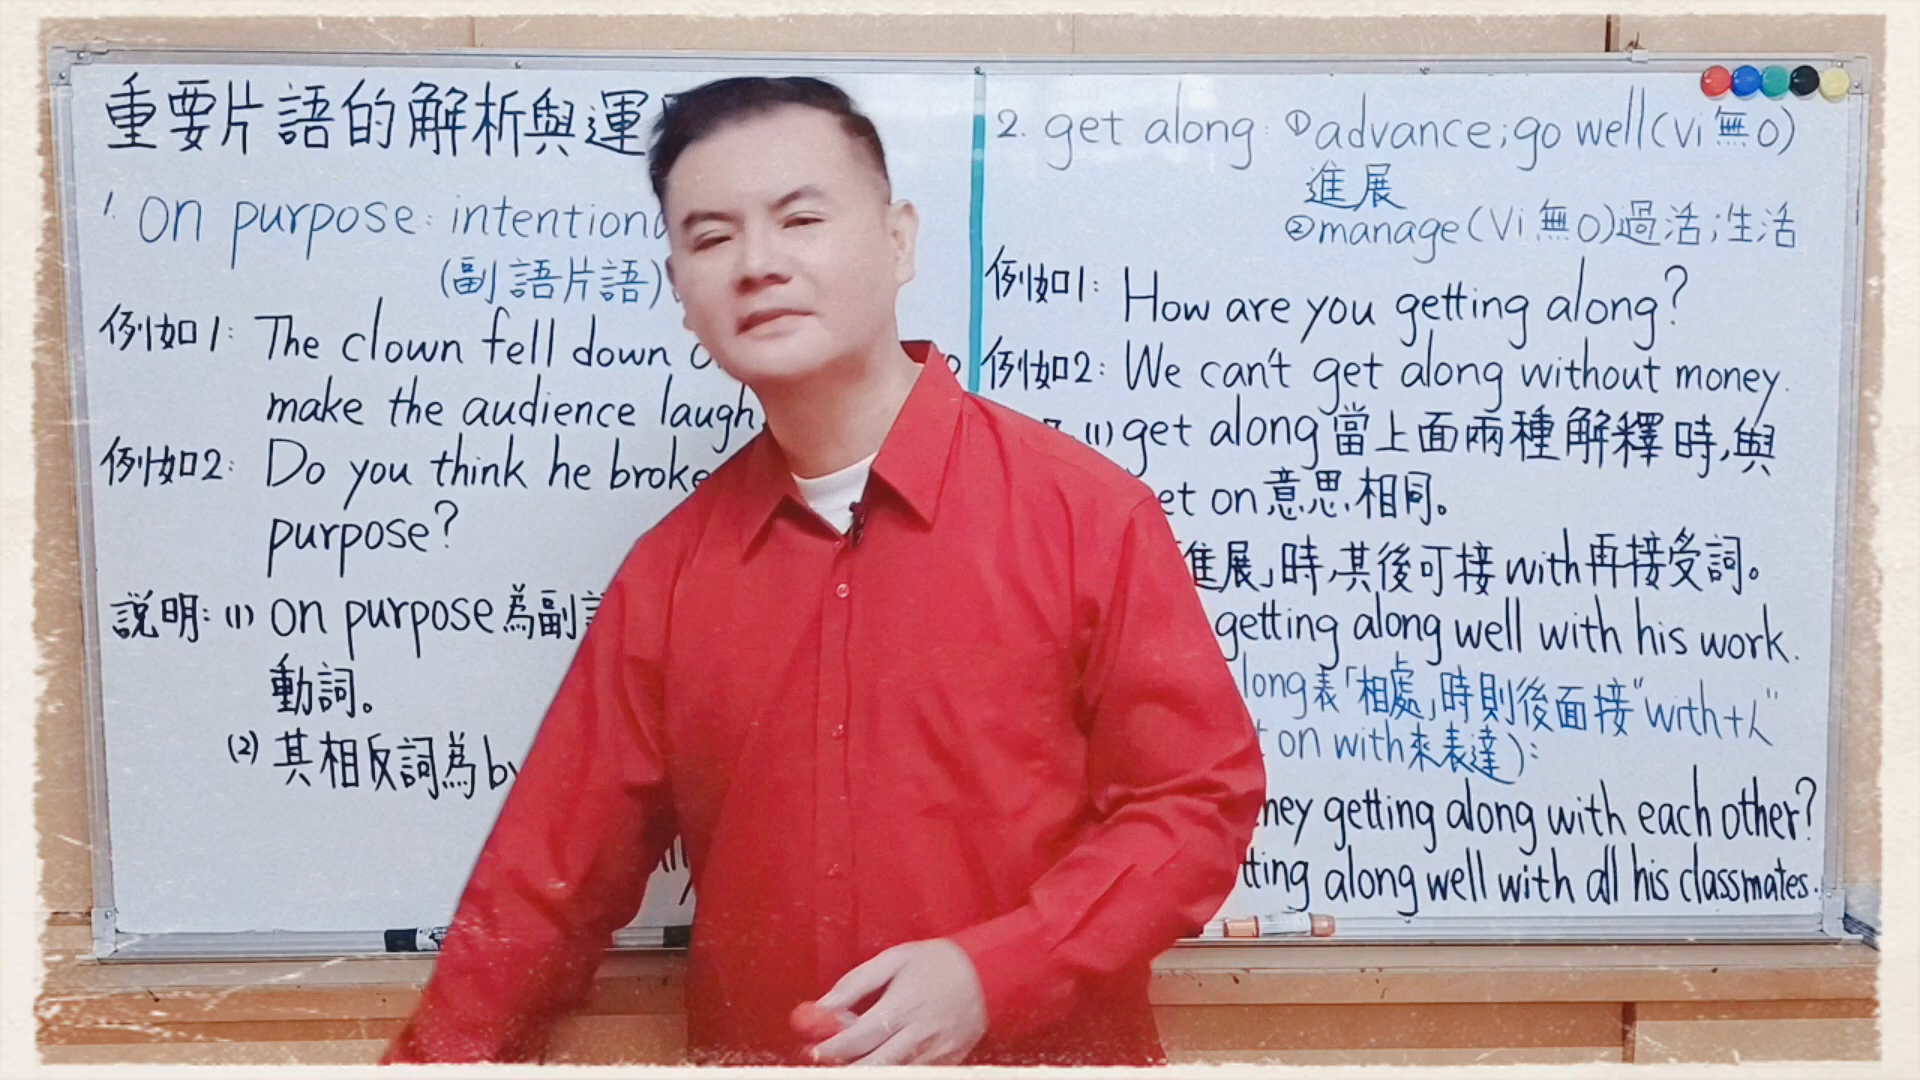 重要片語的解析與運
1. on purpose: intention
(副語片語)
例如1: The clown fell down
make the audience laugh.
例如2: Do you think he broke
purpose?
説明: (1) on purpose為副
動詞。
(2) 其相反詞為by
2. get along: ①advance; go well (Vi 無O)
進展
②manage (Vi 無O) 過活; 生活
例如1: How are you getting along?
例如2: We can't get along without money.
(1) get along當上面兩種解釋時,與
et on意思相同。
進展」時,其後可接with再接受詞。
getting along well with his work.
long表「相處」時則後面接"with+人"
on with來表達):
hey getting along with each other?
tting along well with all his classmates.